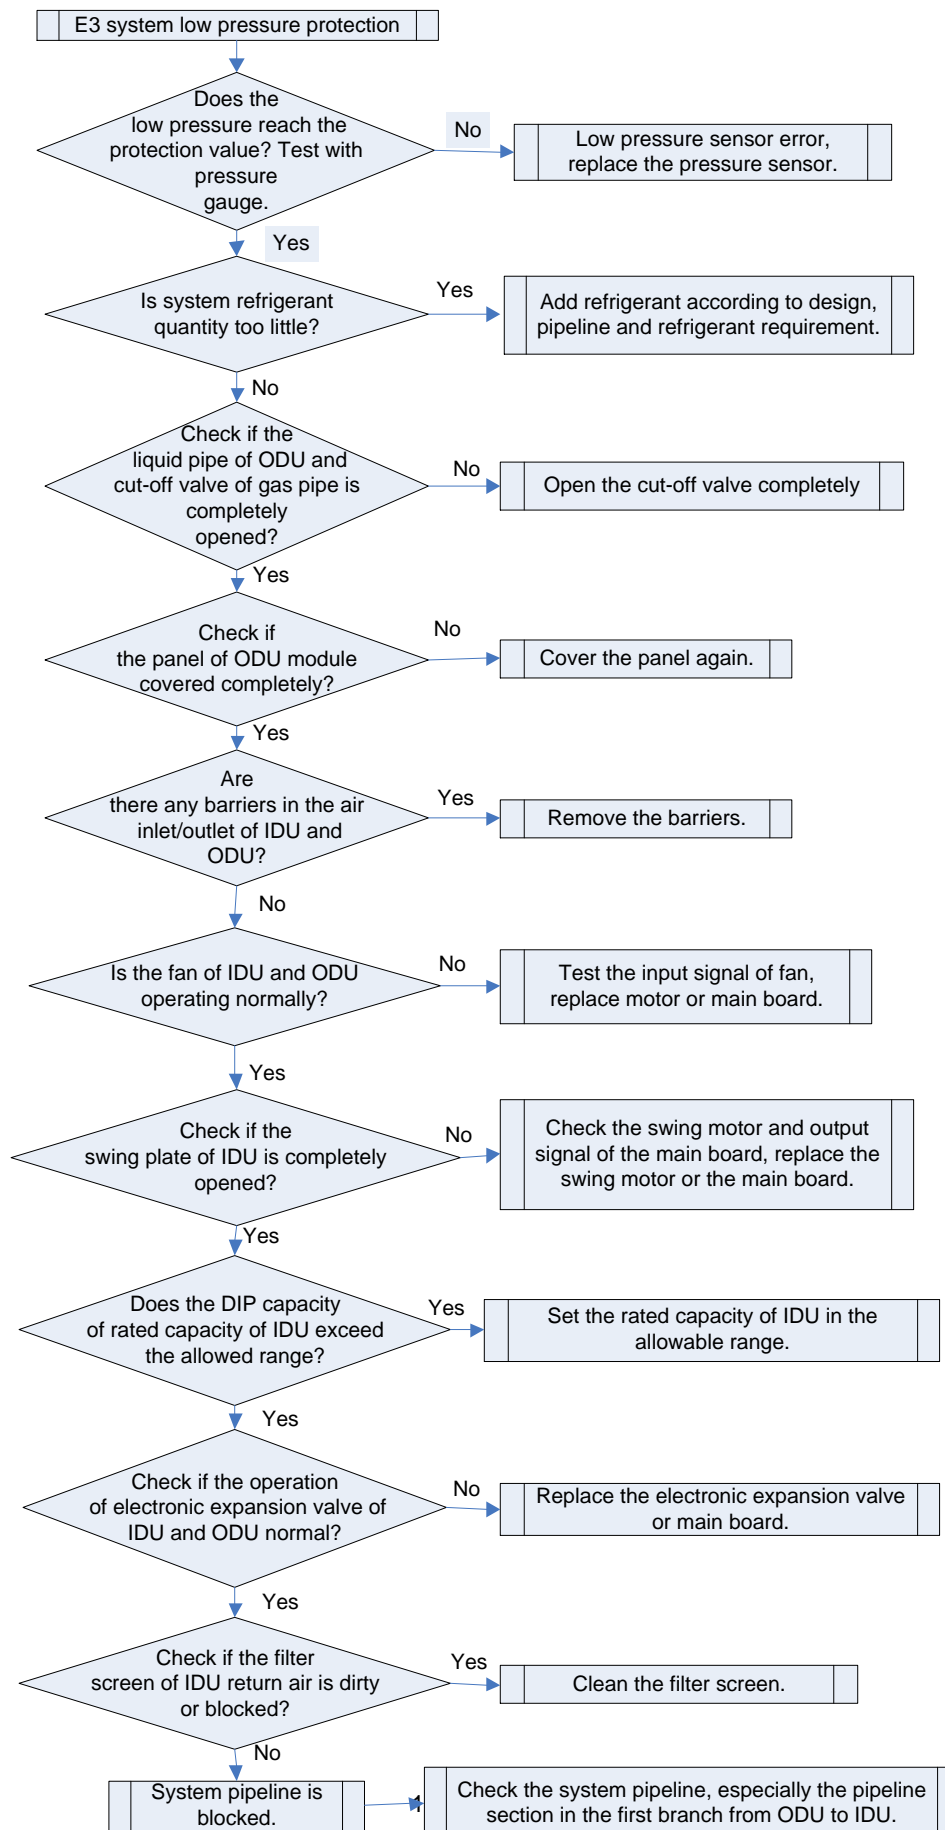 E3 system low pressure protection
Does the
low pressure reach the
protection value? Test with
pressure
gauge.
No
Low pressure sensor error,
replace the pressure sensor.
Yes
Is system refrigerant
quantity too little?
Yes
Add refrigerant according to design,
pipeline and refrigerant requirement.
No
Check if the
liquid pipe of ODU and
cut-off valve of gas pipe is
completely
opened?
No
Open the cut-off valve completely
Yes
Check if
the panel of ODU module
covered completely?
No
Cover the panel again.
Yes
Are
there any barriers in the air
inlet/outlet of IDU and
ODU?
Yes
Remove the barriers.
No
Is the fan of IDU and ODU
operating normally?
No
Test the input signal of fan,
replace motor or main board.
Yes
Check if the
swing plate of IDU is completely
opened?
No
Check the swing motor and output
signal of the main board, replace the
swing motor or the main board.
Yes
Does the DIP capacity
of rated capacity of IDU exceed
the allowed range?
Yes
Set the rated capacity of IDU in the
allowable range.
Yes
Check if the operation
of electronic expansion valve of
IDU and ODU normal?
No
Replace the electronic expansion valve
or main board.
Yes
Check if the filter
screen of IDU return air is dirty
or blocked?
Yes
Clean the filter screen.
No
System pipeline is
blocked.
Check the system pipeline, especially the pipeline
section in the first branch from ODU to IDU.